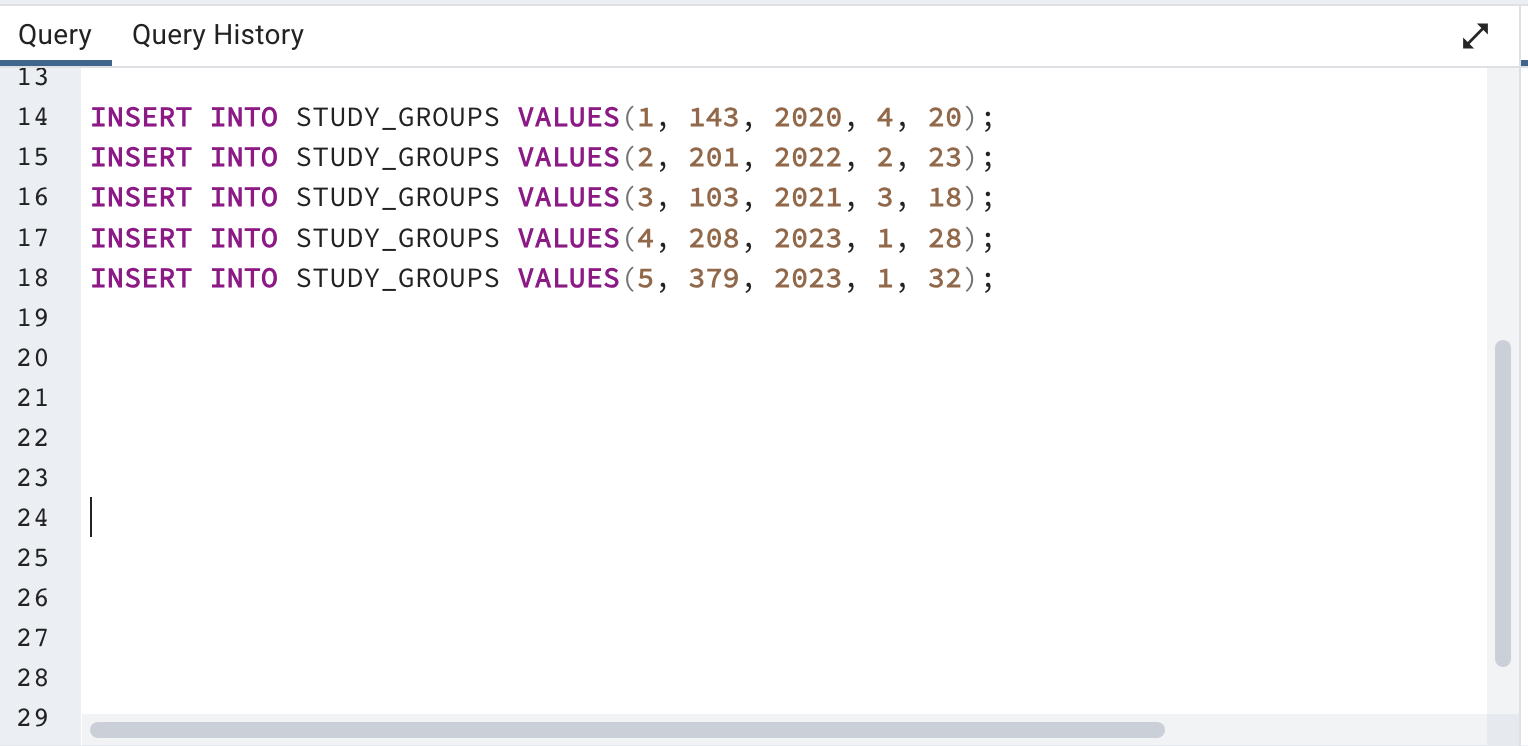 Query Query History
13
14 INSERT INTO STUDY_GROUPS VALUES(1, 143, 2020, 4, 20);
15 INSERT INTO STUDY_GROUPS VALUES(2, 201, 2022, 2, 23);
16 INSERT INTO STUDY_GROUPS VALUES(3, 103, 2021, 3, 18);
17 INSERT INTO STUDY_GROUPS VALUES(4, 208, 2023, 1, 28);
18 INSERT INTO STUDY_GROUPS VALUES(5, 379, 2023, 1, 32);
19
20
21
22
23
24
25
26
27
28
29